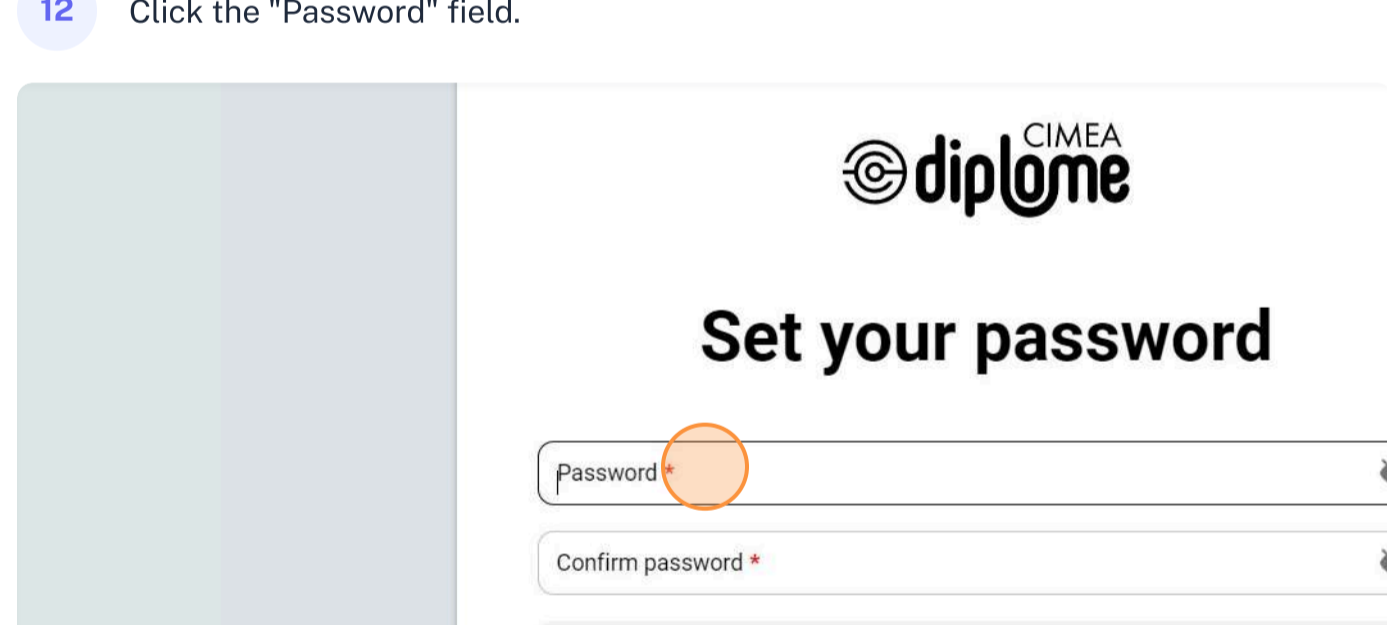 12 Click the "Password" field.
CIMEA
diplome
Set your password
Password *
Confirm password *